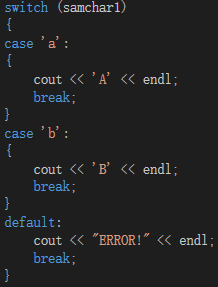 switch (samchar1)
{
case 'a':
{
    cout << 'A' << endl;
    break;
}
case 'b':
{
    cout << 'B' << endl;
    break;
}
default:
    cout << "ERROR!" << endl;
    break;
}